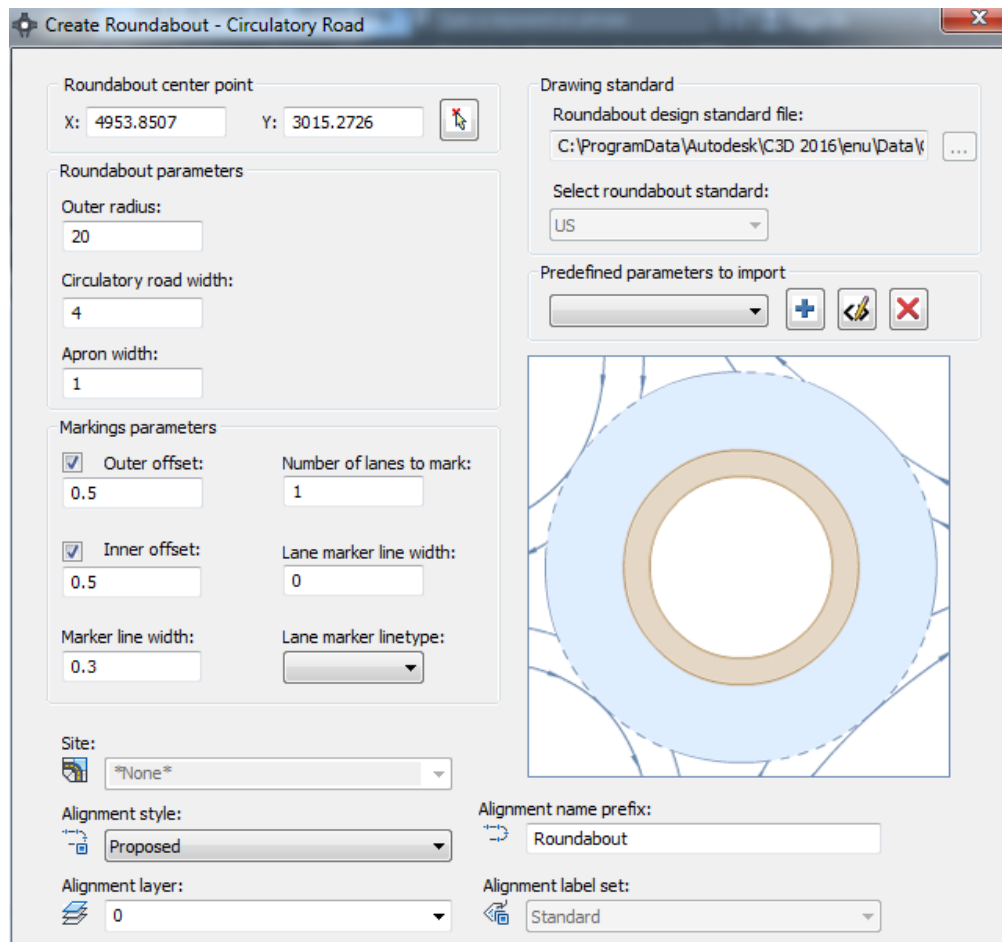 Create Roundabout - Circulatory Road
Roundabout center point
X: 4953.8507 Y: 3015.2726
Roundabout parameters
Outer radius:
20
Circulatory road width:
4
Apron width:
1
Markings parameters
Outer offset:
0.5
Number of lanes to mark:
1
Inner offset:
0.5
Lane marker line width:
0
Marker line width:
0.3
Lane marker linetype:
Drawing standard
Roundabout design standard file:
C:\ProgramData\Autodesk\C3D 2016\enu\Data\
...
Select roundabout standard:
US
Predefined parameters to import
Site:
*None*
Alignment style:
Proposed
Alignment layer:
0
Alignment name prefix:
Roundabout
Alignment label set:
Standard